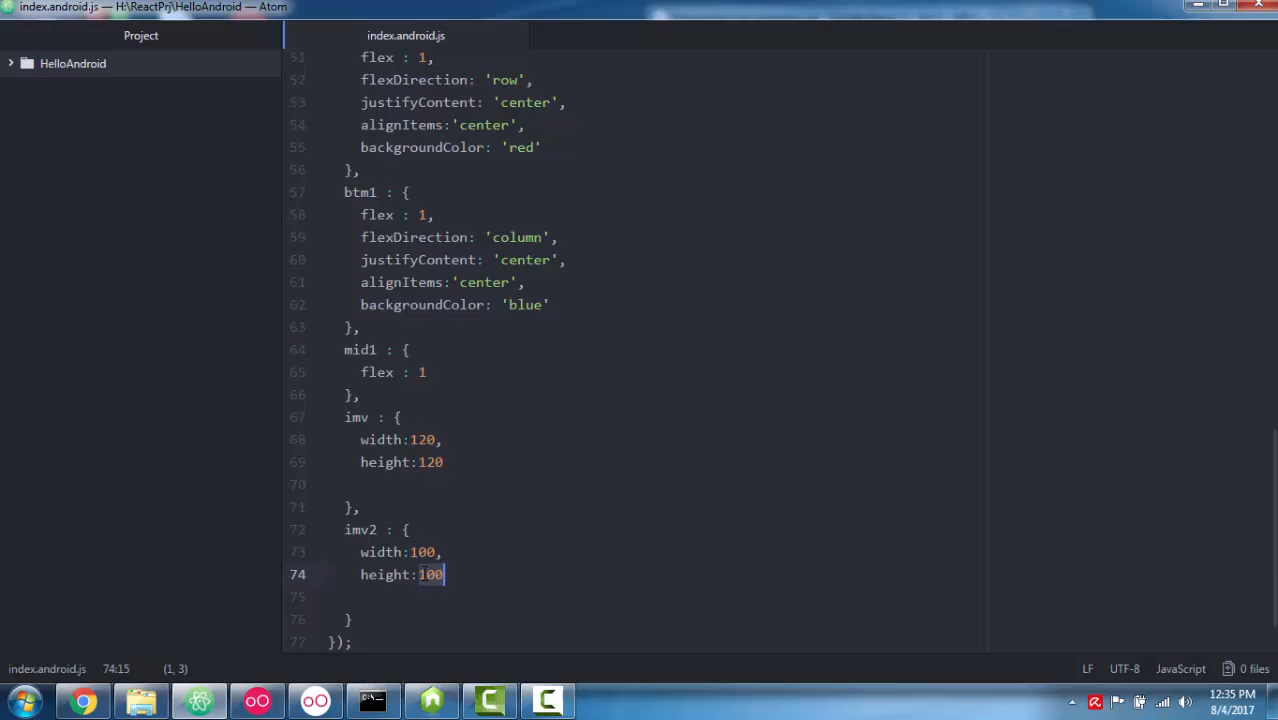 index.android.js — H:\ReactPrj\HelloAndroid — Atom
Project
index.android.js
HelloAndroid
51 flex : 1,
52 flexDirection: 'row',
53 justifyContent: 'center',
54 alignItems:'center',
55 backgroundColor: 'red'
56 },
57 btm1 : {
58 flex : 1,
59 flexDirection: 'column',
60 justifyContent: 'center',
61 alignItems:'center',
62 backgroundColor: 'blue'
63 },
64 mid1 : {
65 flex : 1
66 },
67 imv : {
68 width:120,
69 height:120
70
71 },
72 imv2 : {
73 width:100,
74 height:100
75
76 }
77 });
index.android.js 74:15 (1, 3) LF UTF-8 JavaScript 0 files
12:35 PM
8/4/2017